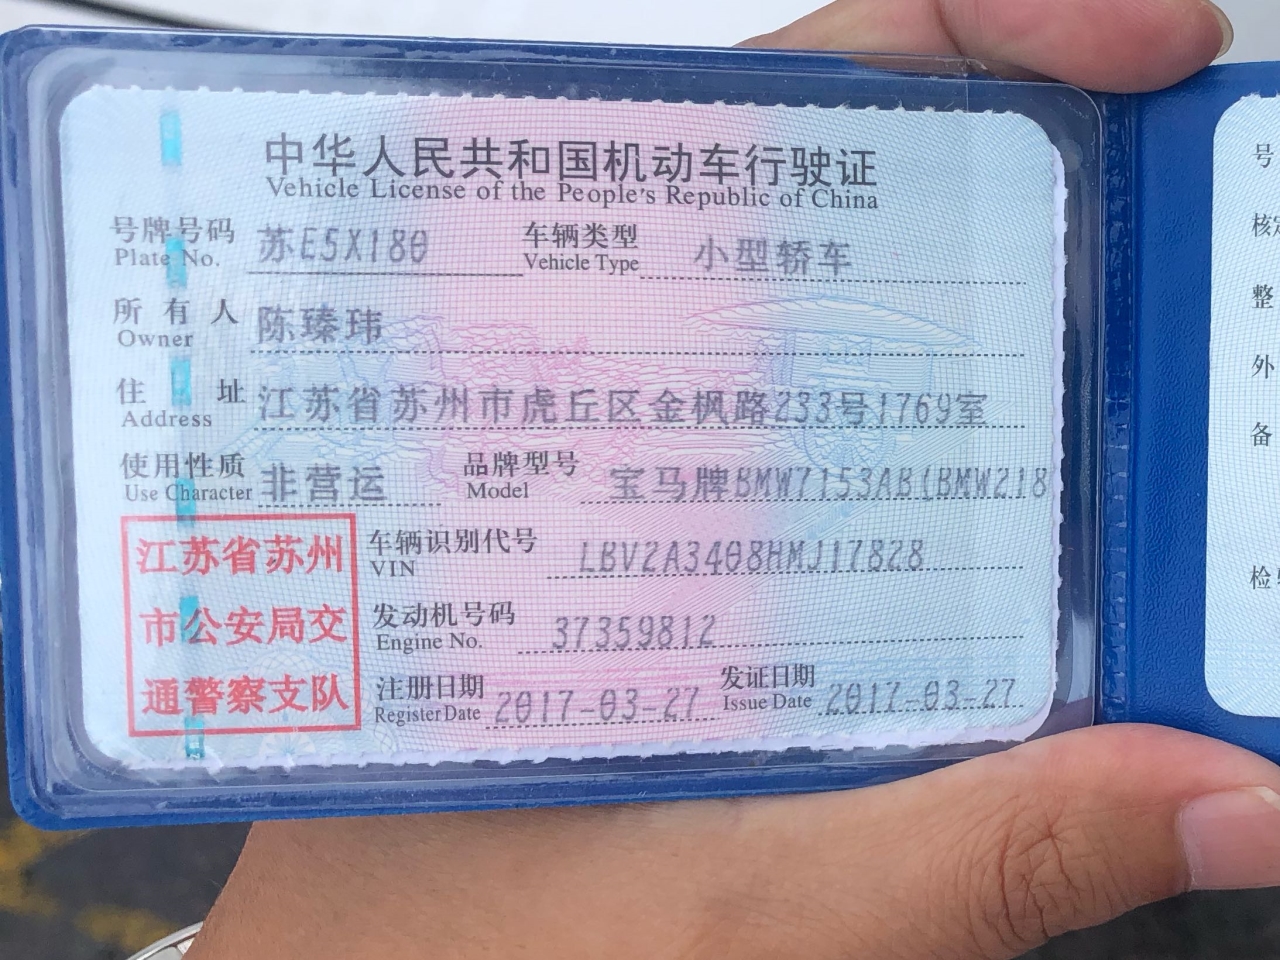 中华人民共和国机动车行驶证
Vehicle License of the People's Republic of China
号牌号码 苏E5X180 车辆类型 小型轿车
Plate No. Vehicle Type
所有人 陈瑧玮
Owner
住址 江苏省苏州市虎丘区金枫路233号1769室
Address
使用性质 非营运 品牌型号 宝马牌BMW7153AB(BMW218
Use Character Model
江苏省苏州
市公安局交
通警察支队
车辆识别代号 LBV2A3408HMJ17828
VIN
发动机号码 37359812
Engine No.
注册日期 2017-03-27 发证日期 2017-03-27
Register Date Issue Date
号
核
整
外
备
检